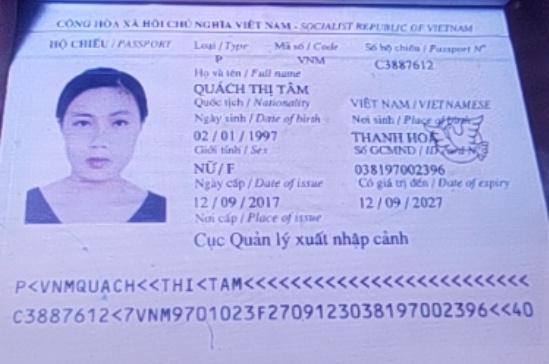 CỘNG HÒA XÃ HỘI CHỦ NGHĨA VIỆT NAM - SOCIALIST REPUBLIC OF VIETNAM
HỘ CHIẾU / PASSPORT Loại / Type Mã số / Code Số hộ chiếu / Passport Nº
P VNM C3887612
Họ và tên / Full name
QUÁCH THỊ TÂM
Quốc tịch / Nationality VIỆT NAM / VIETNAMESE
Ngày sinh / Date of birth Nơi sinh / Place of birth
02 / 01 / 1997 THANH HOÁ
Giới tính / Sex Số GCMND / ID Card Nº
NỮ / F 038197002396
Ngày cấp / Date of issue Có giá trị đến / Date of expiry
12 / 09 / 2017 12 / 09 / 2027
Nơi cấp / Place of issue
Cục Quản lý xuất nhập cảnh
P<VNMQUACH<<THI<TAM<<<<<<<<<<<<<<<<<<<<<<<<<
C3887612<7VNM9701023F2709123038197002396<<40